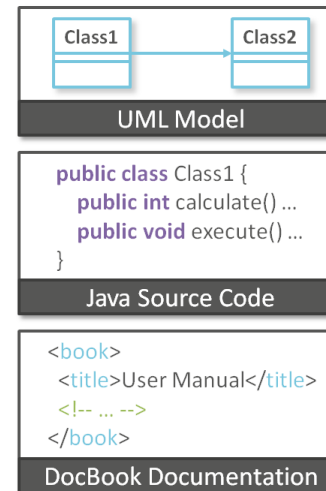 Class1 Class2
UML Model
public class Class1 {
public int calculate() ...
public void execute() ...
}
Java Source Code
<book>
<title>User Manual</title>
<!-- ... -->
</book>
DocBook Documentation